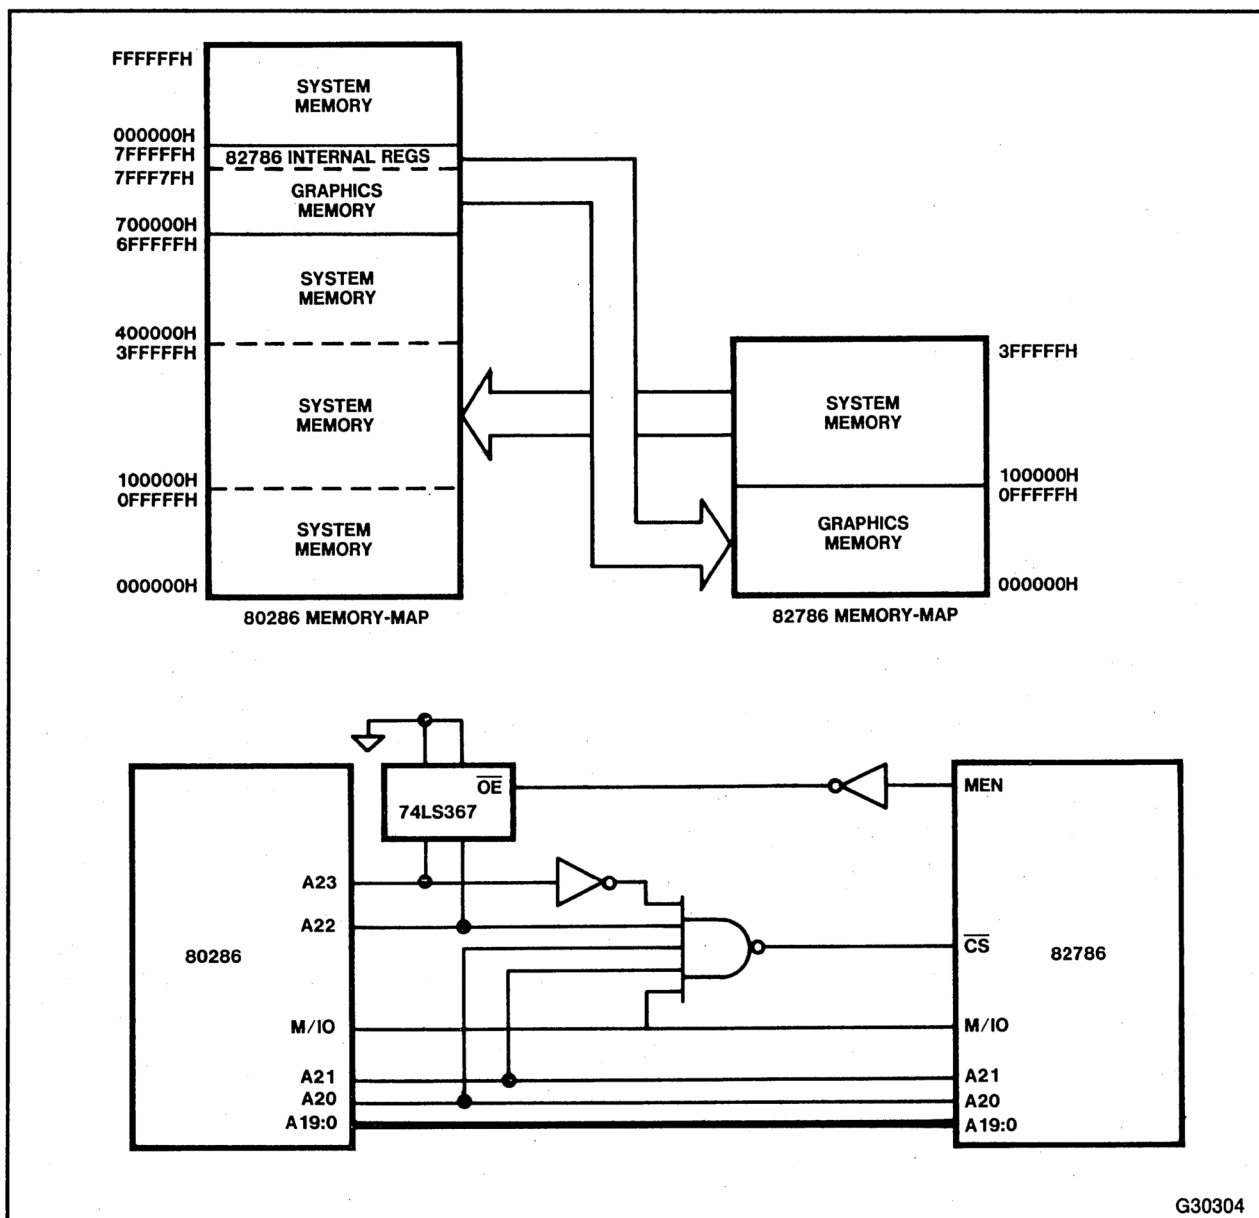 FFFFFFH
SYSTEM
MEMORY
000000H
7FFFFFH
82786 INTERNAL REGS
7FFF7FH
GRAPHICS
MEMORY
700000H
6FFFFFH
SYSTEM
MEMORY
400000H
3FFFFFH
SYSTEM
MEMORY
100000H
0FFFFFH
SYSTEM
MEMORY
000000H
80286 MEMORY-MAP
3FFFFFH
SYSTEM
MEMORY
100000H
0FFFFFH
GRAPHICS
MEMORY
000000H
82786 MEMORY-MAP
OE
74LS367
MEN
A23
A22
80286
CS
82786
M/IO
M/IO
A21
A21
A20
A20
A19:0
A19:0
G30304